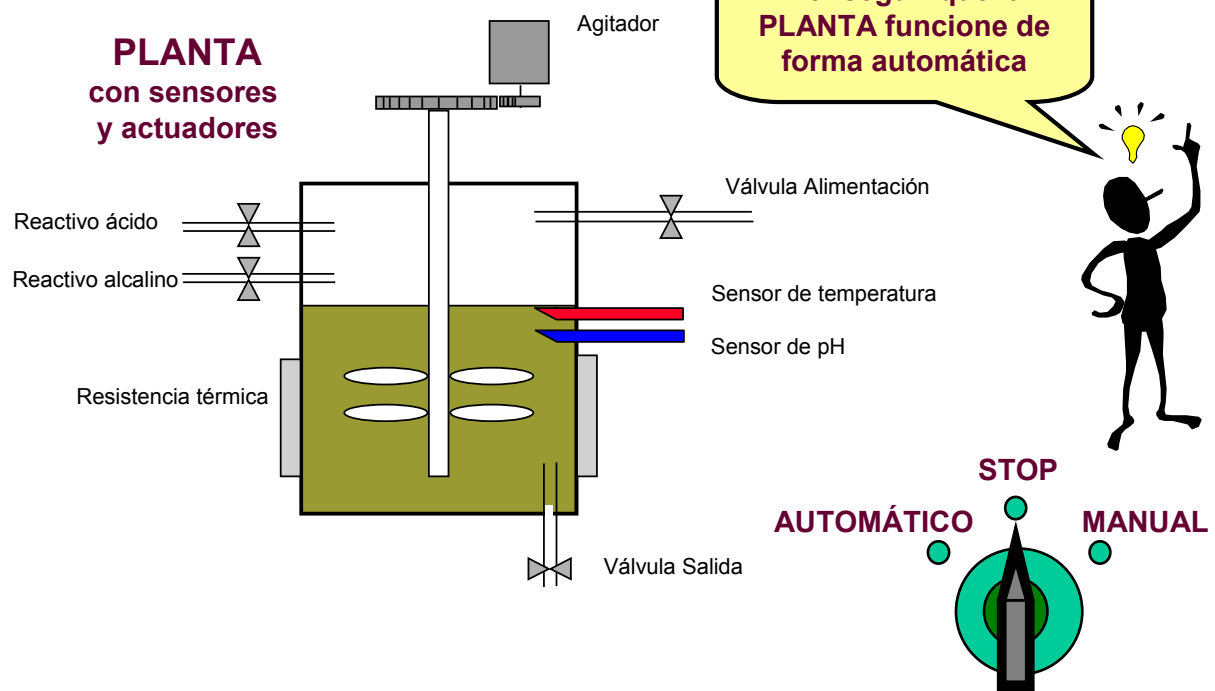 Agitador
PLANTA
con sensores
y actuadores
PLANTA funcione de
forma automática
Válvula Alimentación
Reactivo ácido
Reactivo alcalino
Sensor de temperatura
Sensor de pH
Resistencia térmica
STOP
AUTOMÁTICO
MANUAL
Válvula Salida